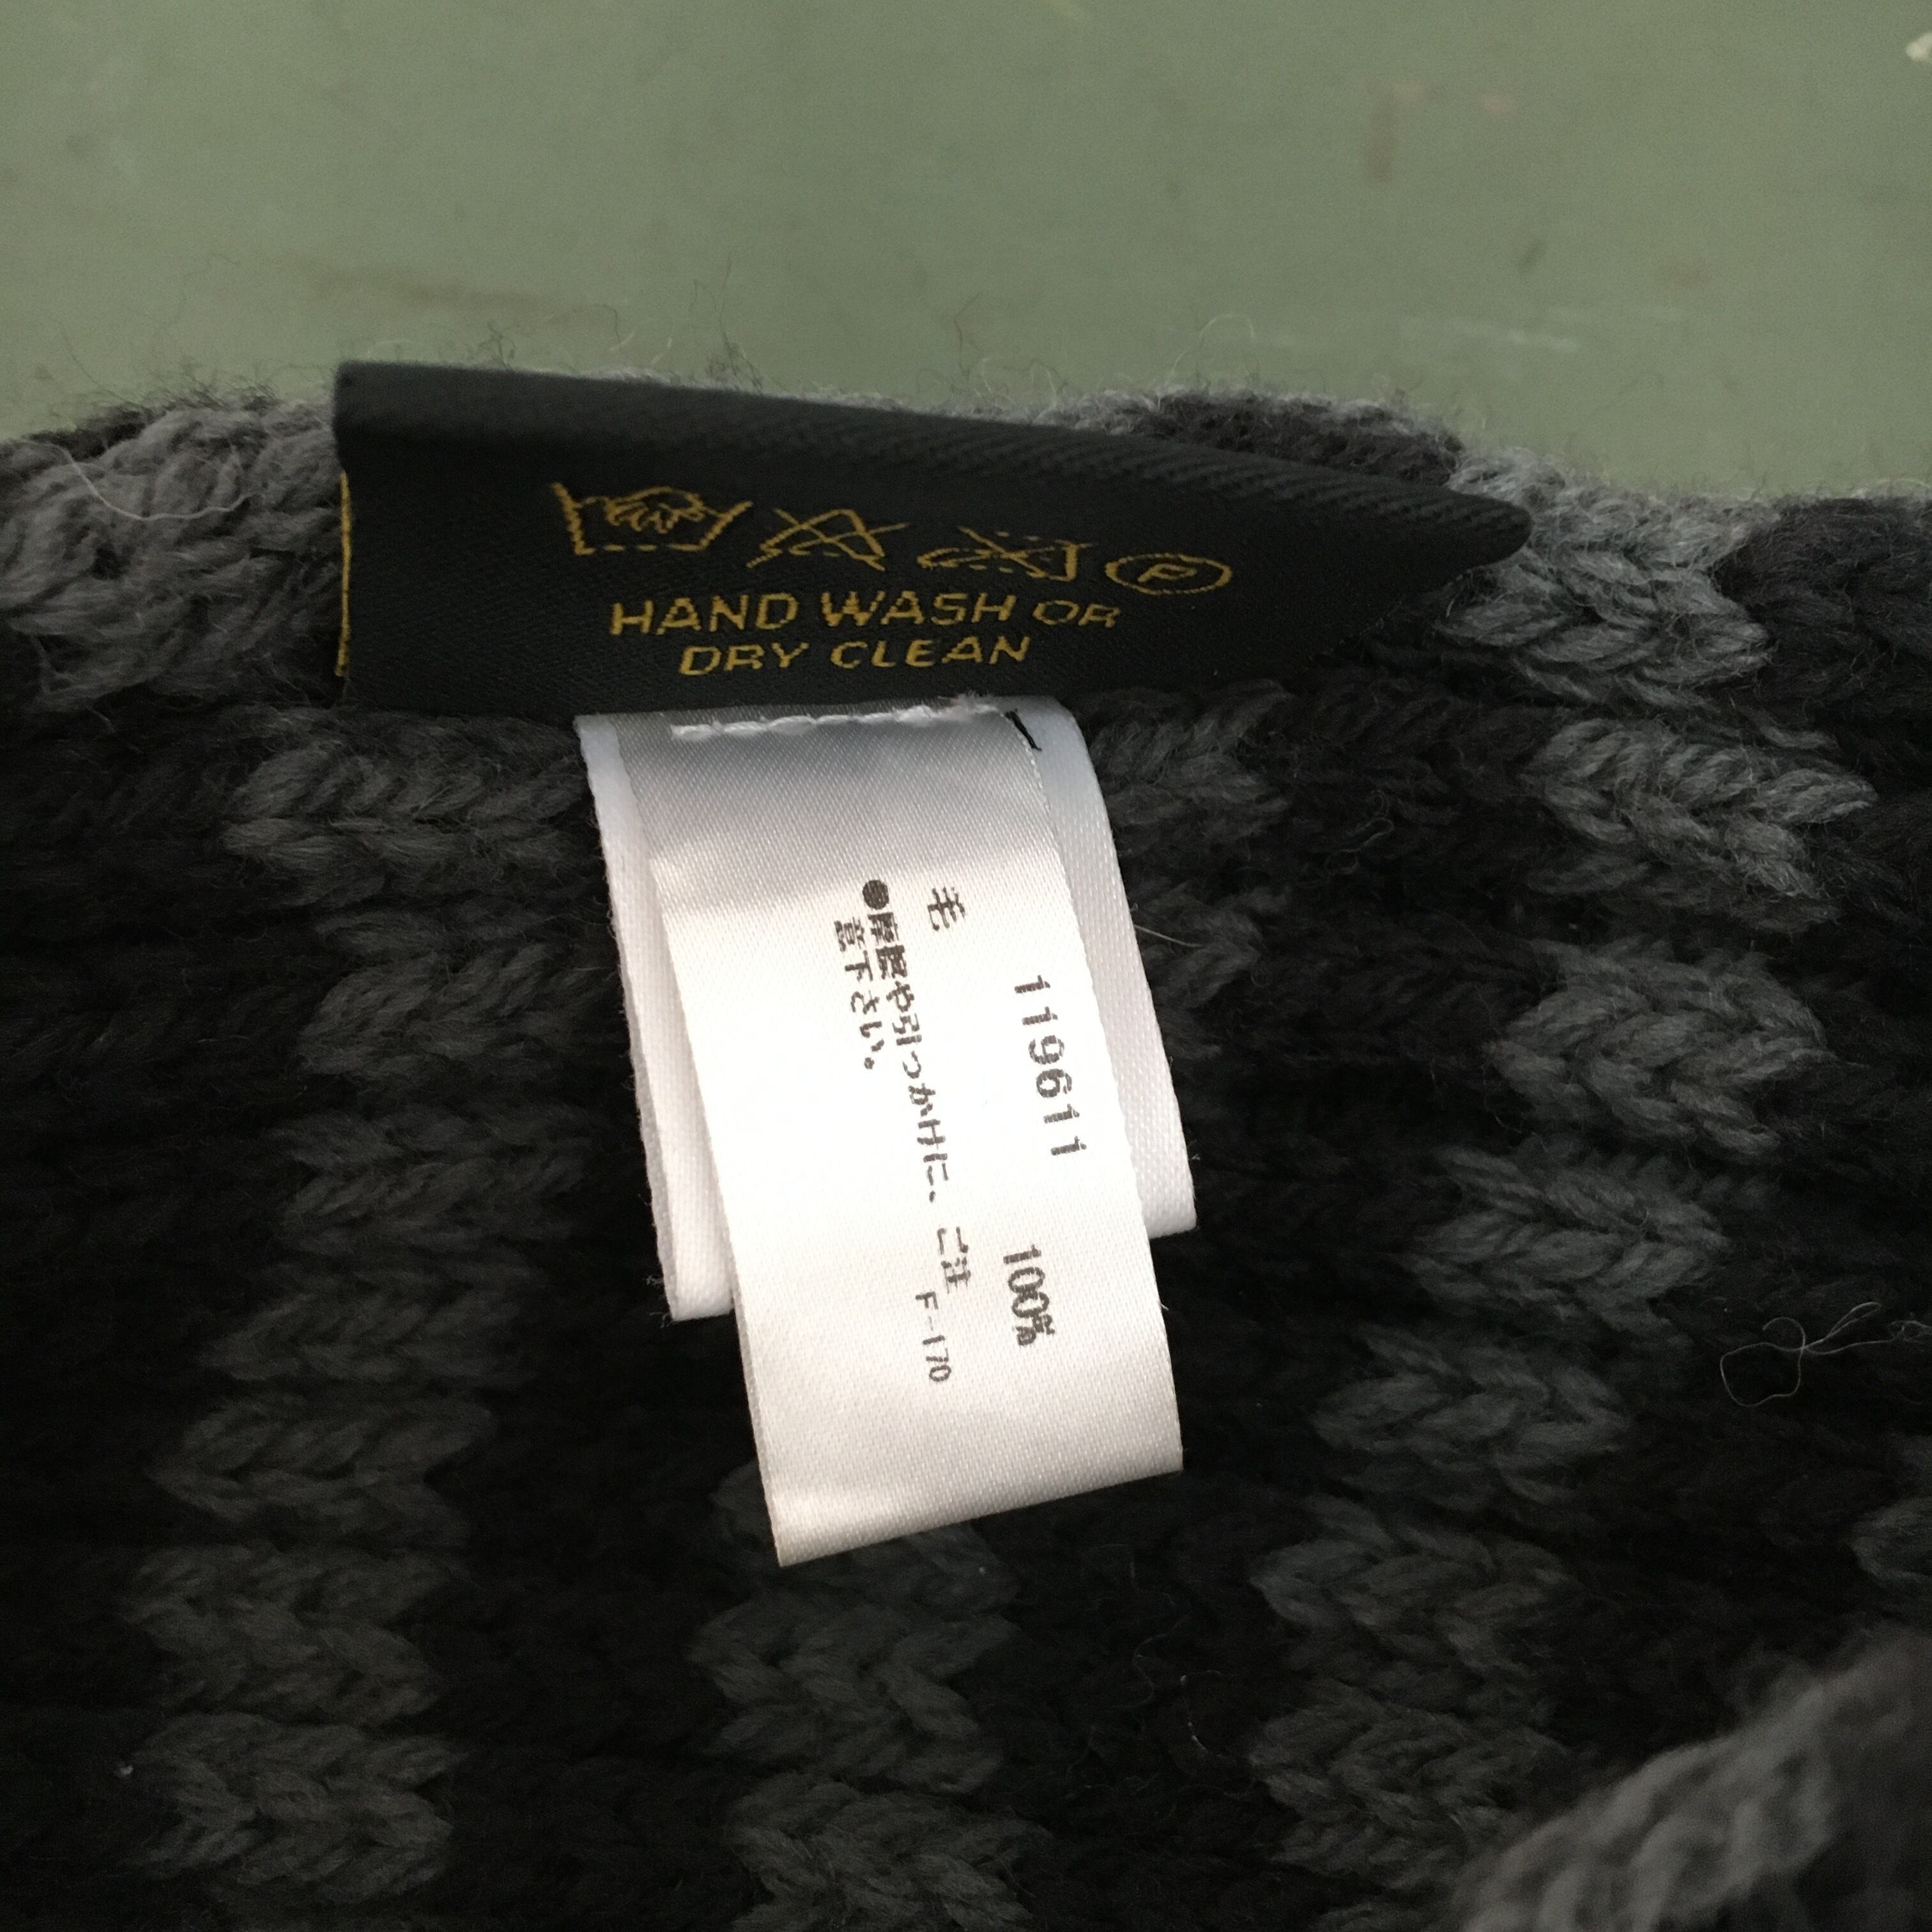 P
HAND WASH OR
DRY CLEAN
119611
毛 100%
●摩擦や引っかけに、ご注
意下さい。
F-170